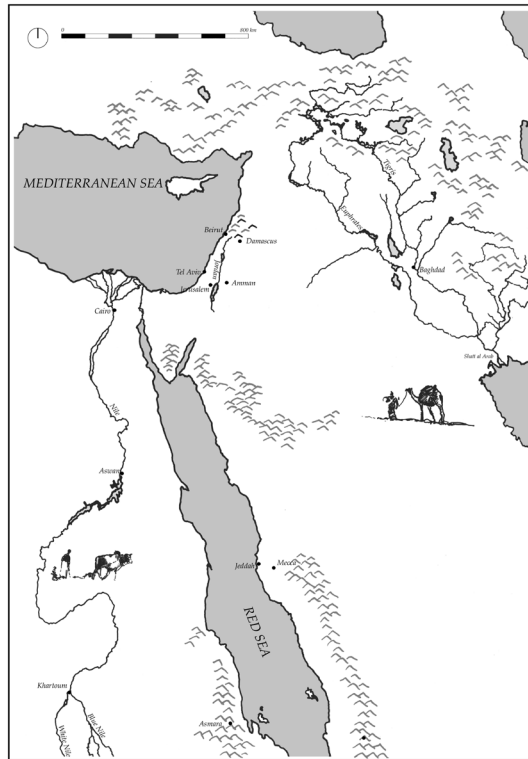 0
800 km
MEDITERRANEAN SEA
Tigris
Euphratis
Beirut
Damascus
Jordan
Tel Aviv
Jerusalem
Amman
Baghdad
Cairo
Shatt al Arab
Nile
Aswan
Jeddah
Mecca
RED SEA
Khartoum
Asmara
White Nile
Blue Nile